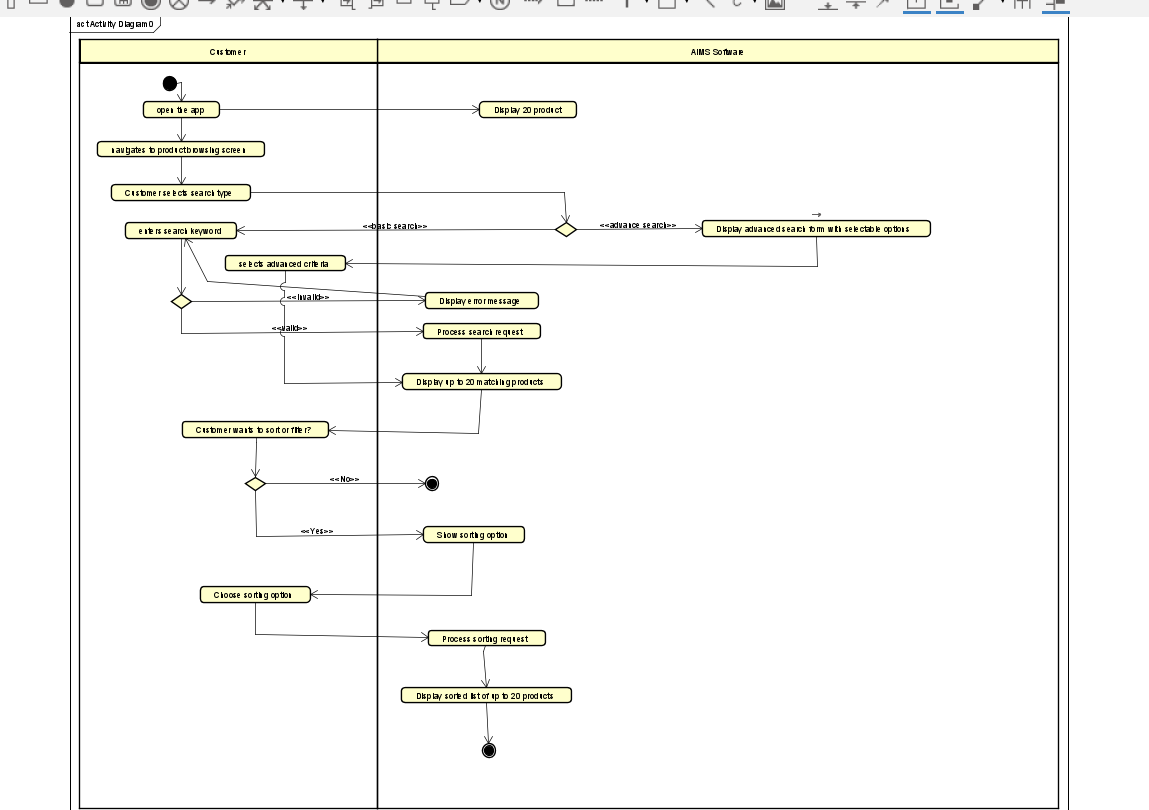 act Activity Diagram0
Customer
AIMS Software
open the app
Display 20 product
navigates to product browsing screen
Customer selects search type
enters search keyword
<<basic search>>
<<advance search>>
Display advanced search form with selectable options
selects advanced criteria
<<Invalid>>
Display error message
<<Valid>>
Process search request
Display up to 20 matching products
Customer wants to sort or filter?
<<No>>
<<Yes>>
Show sorting option
Choose sorting option
Process sorting request
Display sorted list of up to 20 products